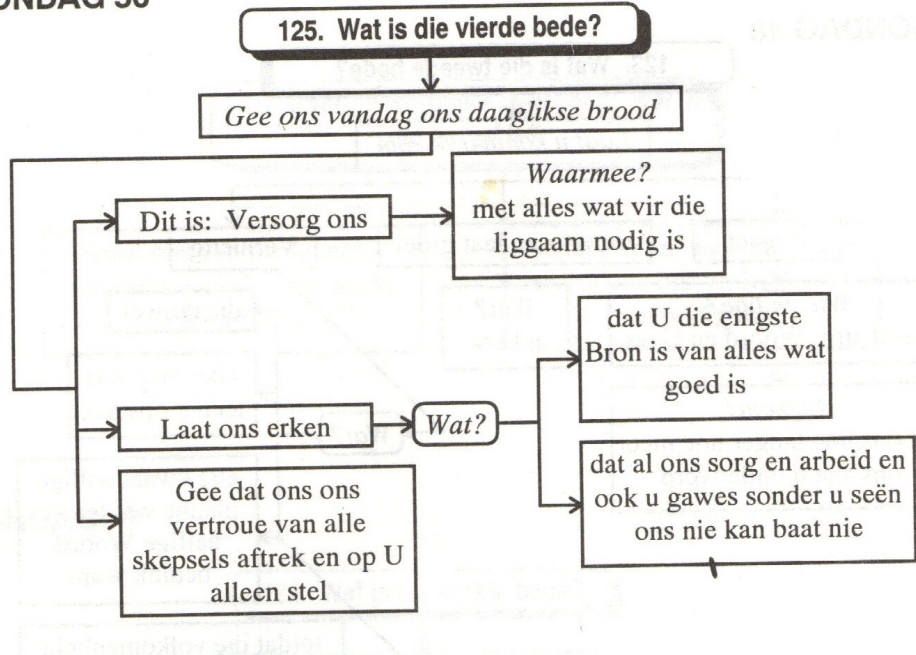 125. Wat is die vierde bede?
Gee ons vandag ons daaglikse brood
Dit is: Versorg ons
Waarmee?
met alles wat vir die
liggaam nodig is
dat U die enigste
Bron is van alles wat
goed is
Laat ons erken
Wat?
dat al ons sorg en arbeid en
ook u gawes sonder u seën
ons nie kan baat nie
Gee dat ons ons
vertroue van alle
skepsels aftrek en op U
alleen stel